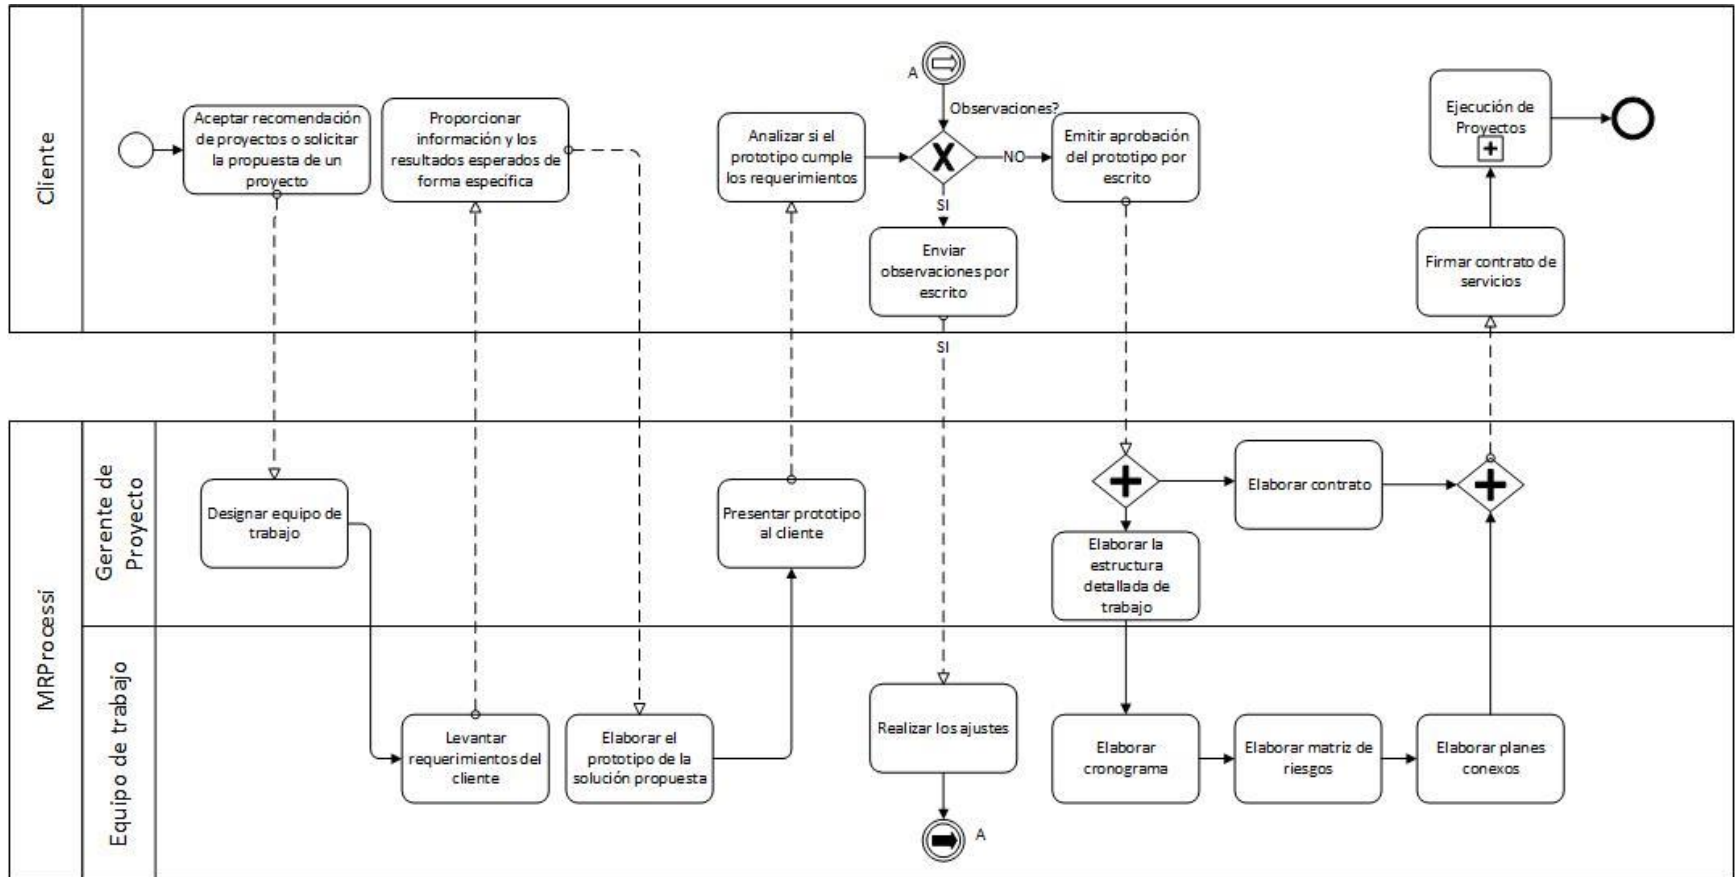 Cliente
Aceptar recomendación
de proyectos o solicitar
la propuesta de un
proyecto
Proporcionar
información y los
resultados esperados de
forma específica
Analizar si el
prototipo cumple
los requerimientos
A
Observaciones?
NO
SI
Emitir aprobación
del prototipo por
escrito
Enviar
observaciones por
escrito
SI
Ejecución de
Proyectos
Firmar contrato de
servicios
MRProcessi
Gerente de
Proyecto
Designar equipo de
trabajo
Presentar prototipo
al cliente
Elaborar contrato
Elaborar la
estructura
detallada de
trabajo
Equipo de trabajo
Levantar
requerimientos del
cliente
Elaborar el
prototipo de la
solución propuesta
Realizar los ajustes
A
Elaborar
cronograma
Elaborar matriz de
riesgos
Elaborar planes
conexos